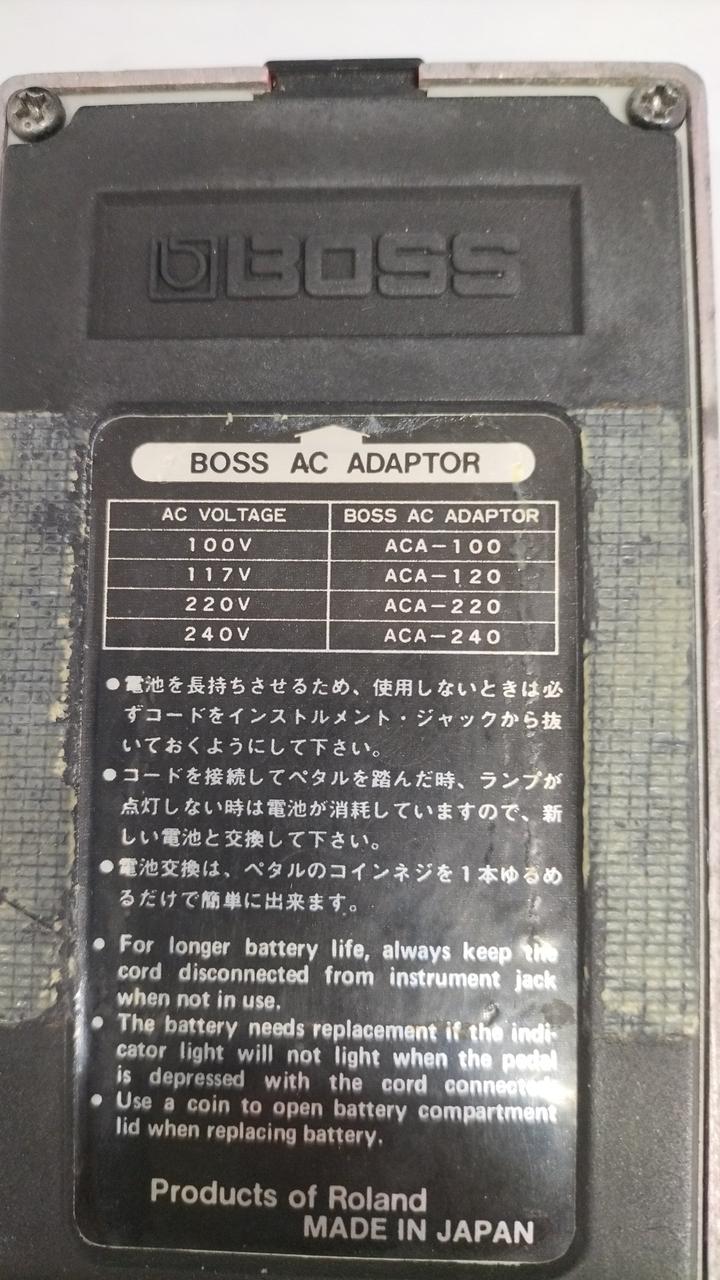 BOSS
BOSS AC ADAPTOR
AC VOLTAGE BOSS AC ADAPTOR
100V ACA-100
117V ACA-120
220V ACA-220
240V ACA-240
●電池を長持ちさせるため、使用しないときは必
ずコードをインストルメント・ジャックから抜
いておくようにして下さい。
●コードを接続してペタルを踏んだ時、ランプが
点灯しない時は電池が消耗していますので、新
しい電池と交換して下さい。
●電池交換は、ペタルのコインネジを1本ゆるめ
るだけで簡単に出来ます。
● For longer battery life, always keep the
cord disconnected from instrument jack
when not in use.
● The battery needs replacement if the indi-
cator light will not light when the pedal
is depressed with the cord connected.
● Use a coin to open battery compartment
lid when replacing battery.
Products of Roland
MADE IN JAPAN